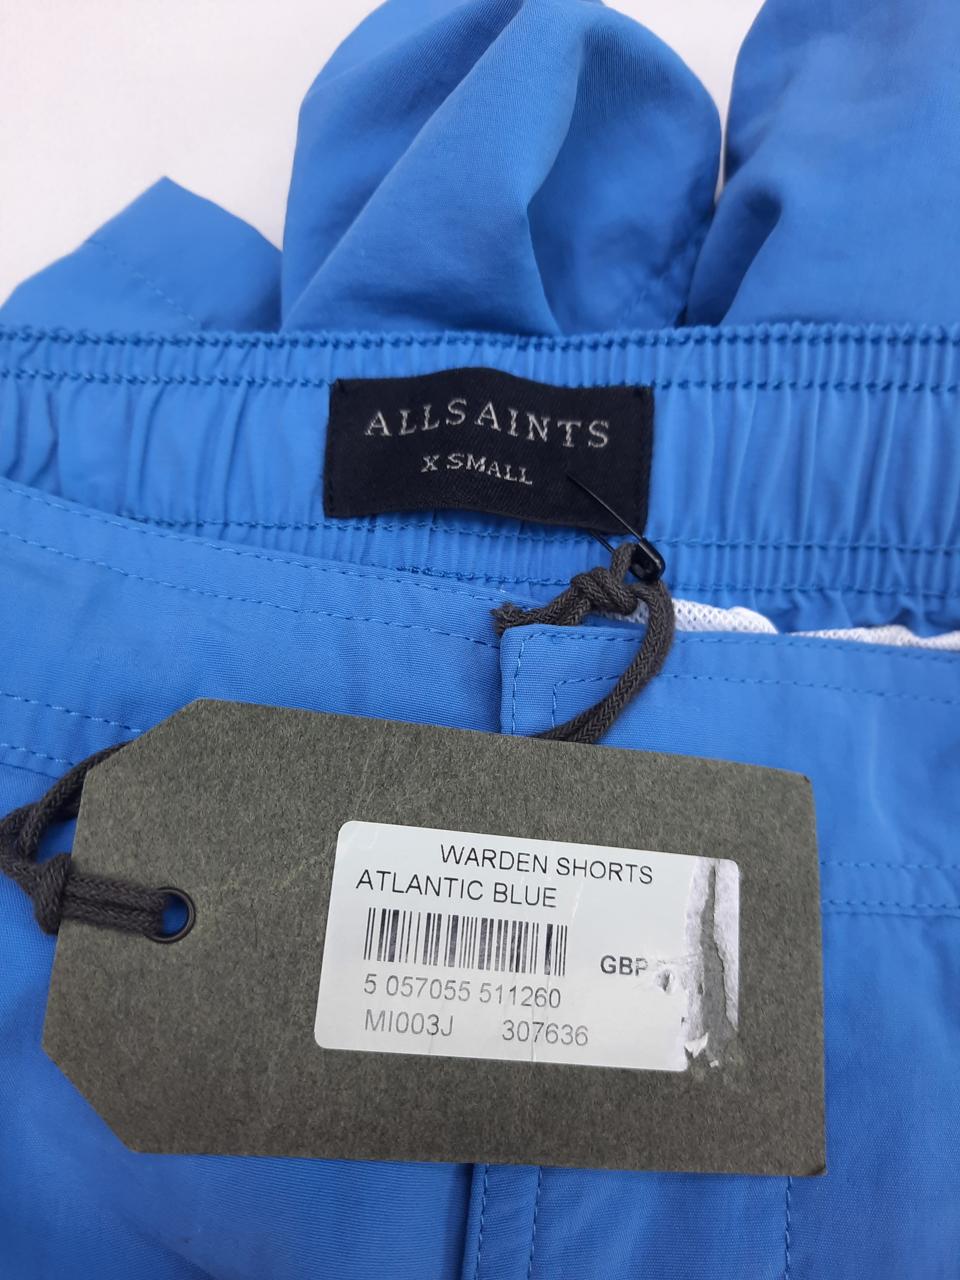 ALLSAINTS
X SMALL
WARDEN SHORTS
ATLANTIC BLUE
GBP
5 057055 511260
MI003J 307636